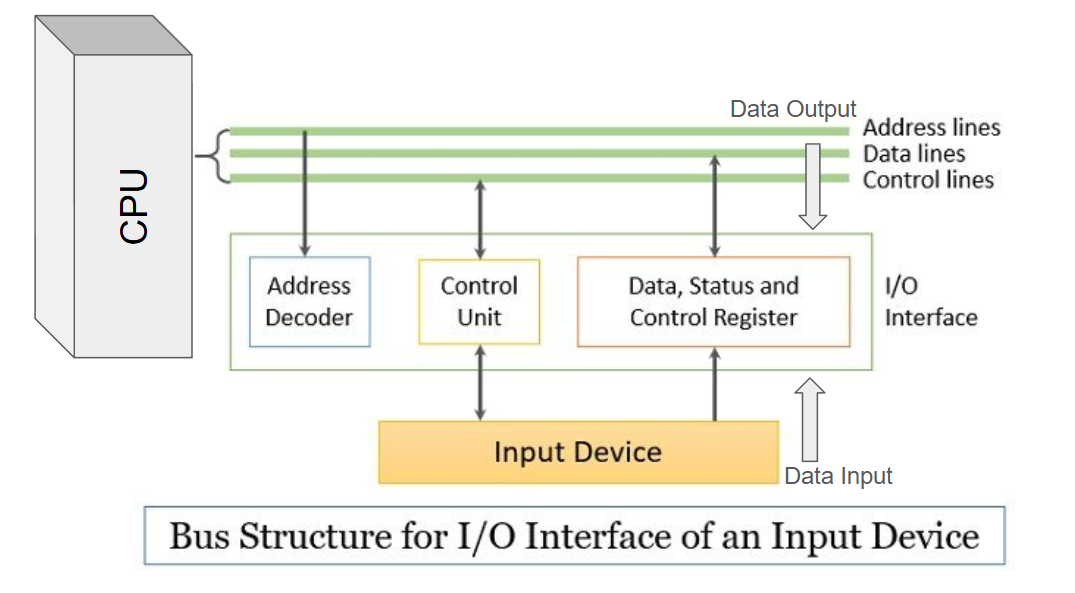 CPU
Data Output
Address lines
Data lines
Control lines
Address
Decoder
Control
Unit
Data, Status and
Control Register
I/O
Interface
Input Device
Data Input
Bus Structure for I/O Interface of an Input Device